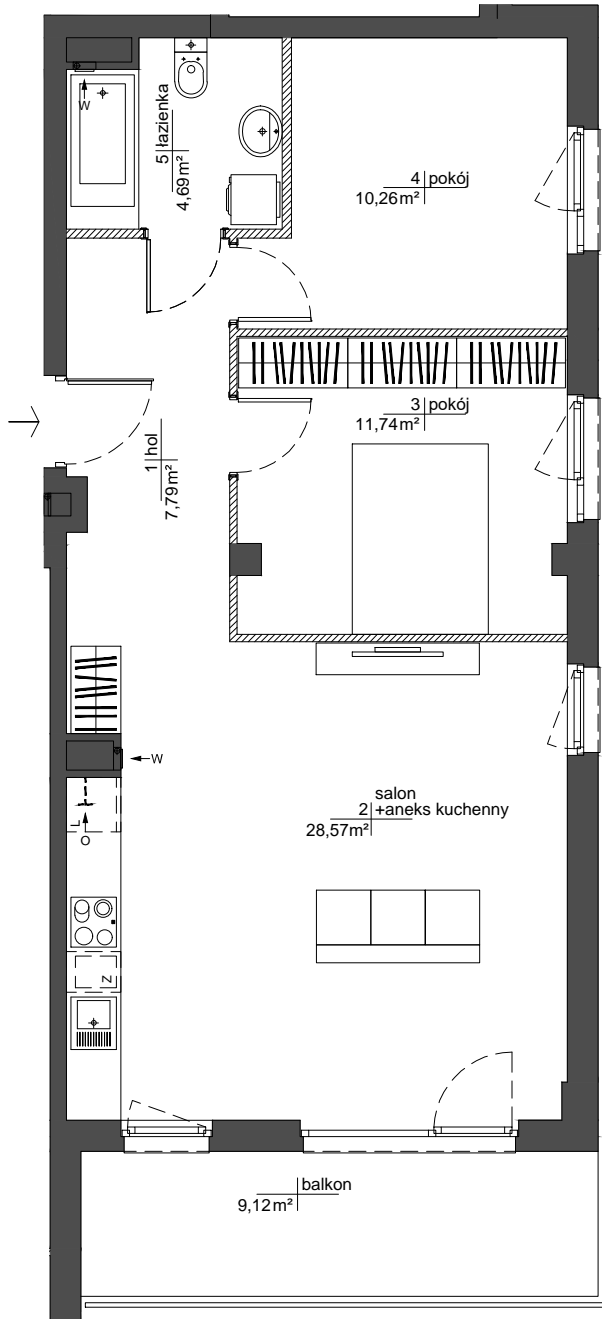 W
5 łazienka
4,69m²
4 pokój
10,26m²
3 pokój
11,74m²
1 hol
7,79m²
W
salon
2 +aneks kuchenny
28,57m²
L
O
Z
balkon
9,12m²